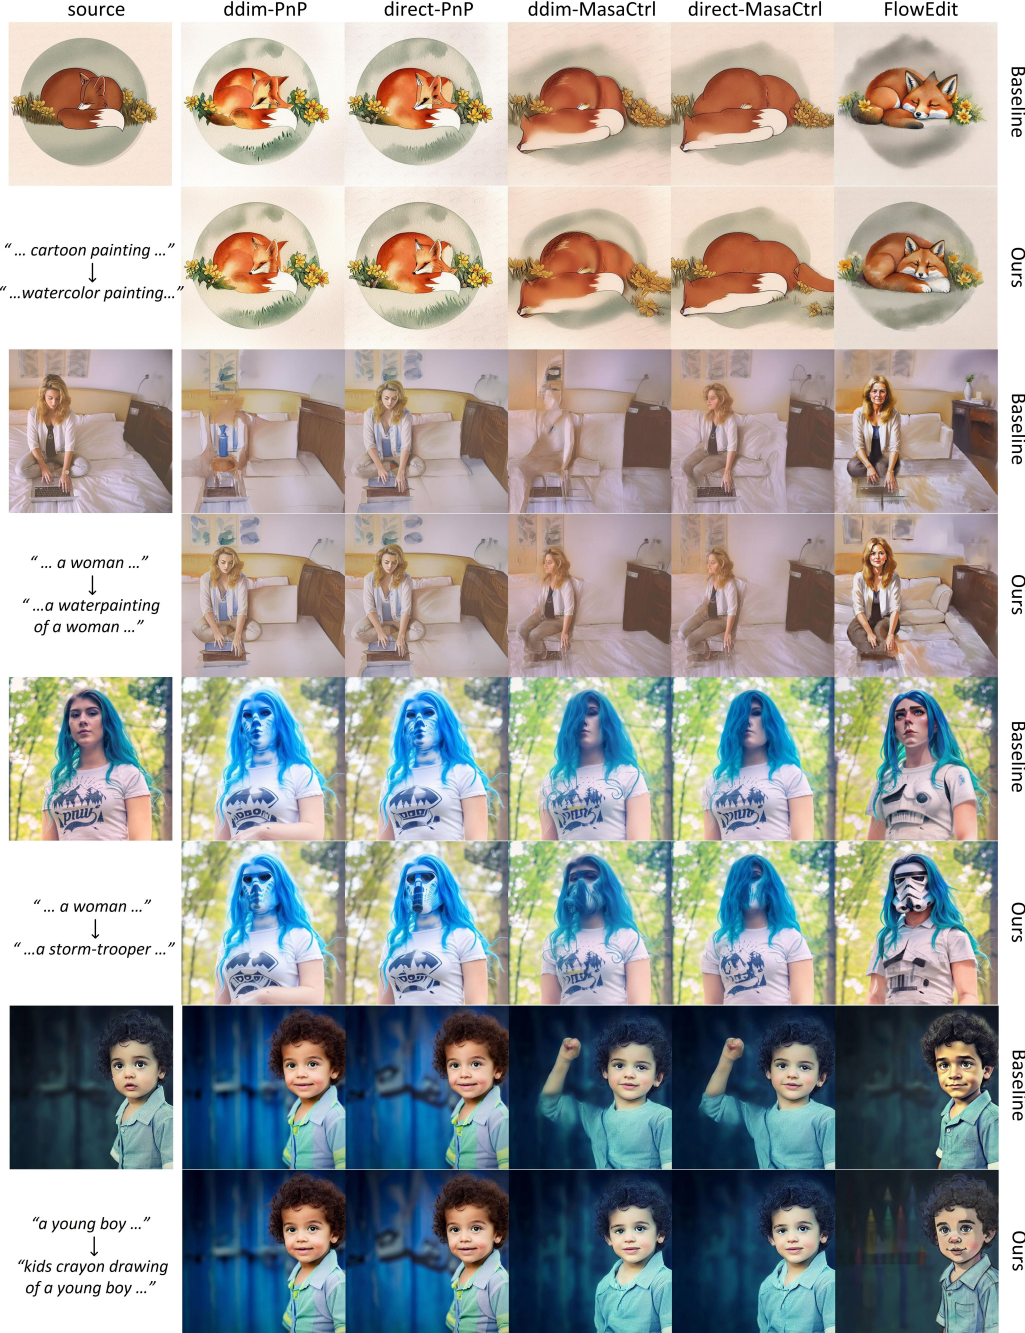 source ddim-PnP direct-PnP ddim-MasaCtrl direct-MasaCtrl FlowEdit
Baseline
“ ... cartoon painting ...”
↓
“ ...watercolor painting...”
Ours
Baseline
“ ... a woman ...”
↓
“ ...a waterpainting
of a woman ...”
Ours
Baseline
pnw
“ ... a woman ...”
↓
“ ...a storm-trooper ...”
Ours
Baseline
“a young boy ...”
↓
“kids crayon drawing
of a young boy ...”
Ours